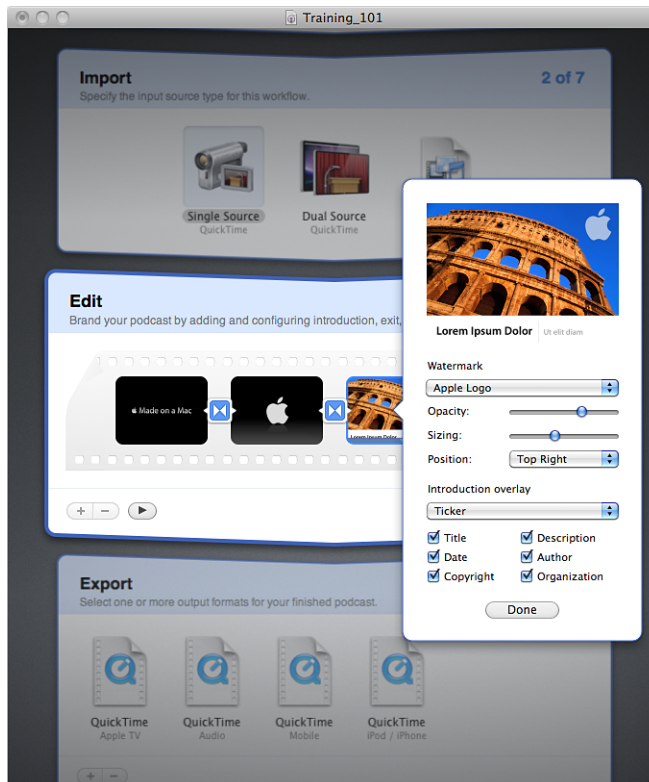 Training_101
Import
2 of 7
Specify the input source type for this workflow.
Single Source
QuickTime
Dual Source
QuickTime
Edit
Brand your podcast by adding and configuring introduction, exit,
Made on a Mac
Lorem Ipsum Dolor
Lorem Ipsum Dolor Ut elit diam
Watermark
Apple Logo
Opacity:
Sizing:
Position: Top Right
Introduction overlay
Ticker
Title Description
Date Author
Copyright Organization
Done
Export
Select one or more output formats for your finished podcast.
QuickTime
Apple TV
QuickTime
Audio
QuickTime
Mobile
QuickTime
iPod / iPhone